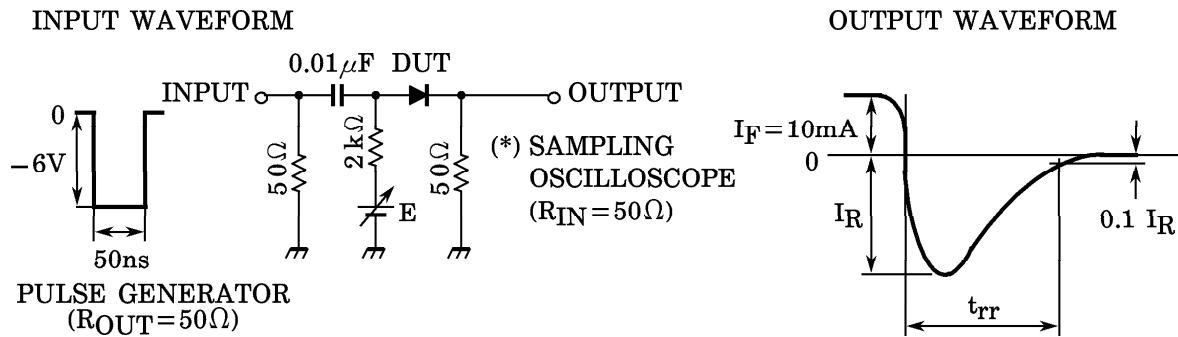 INPUT WAVEFORM
OUTPUT WAVEFORM
0.01μF DUT
INPUT
OUTPUT
0
−6V
50ns
PULSE GENERATOR
(ROUT=50Ω)
50Ω
2kΩ
E
50Ω
(*) SAMPLING
OSCILLOSCOPE
(RIN=50Ω)
IF=10mA
0
IR
0.1 IR
trr